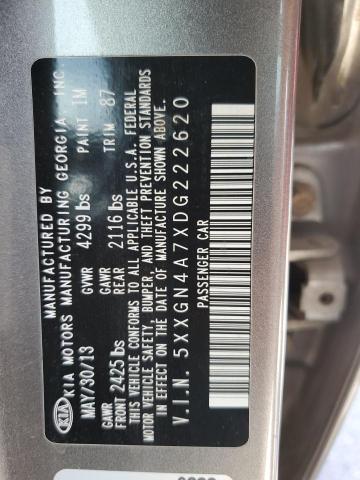 KIA
MANUFACTURED BY
KIA MOTORS MANUFACTURING GEORGIA INC.
MAY/30/13 GVWR 4299 lbs PAINT 1M
GAWR FRONT 2425 lbs GAWR REAR 2116 lbs TRIM 87
THIS VEHICLE CONFORMS TO ALL APPLICABLE U.S.A. FEDERAL
MOTOR VEHICLE SAFETY, BUMPER, AND THEFT PREVENTION STANDARDS
IN EFFECT ON THE DATE OF MANUFACTURE SHOWN ABOVE.
V.I.N. 5XXGN4A7XDG222620
PASSENGER CAR